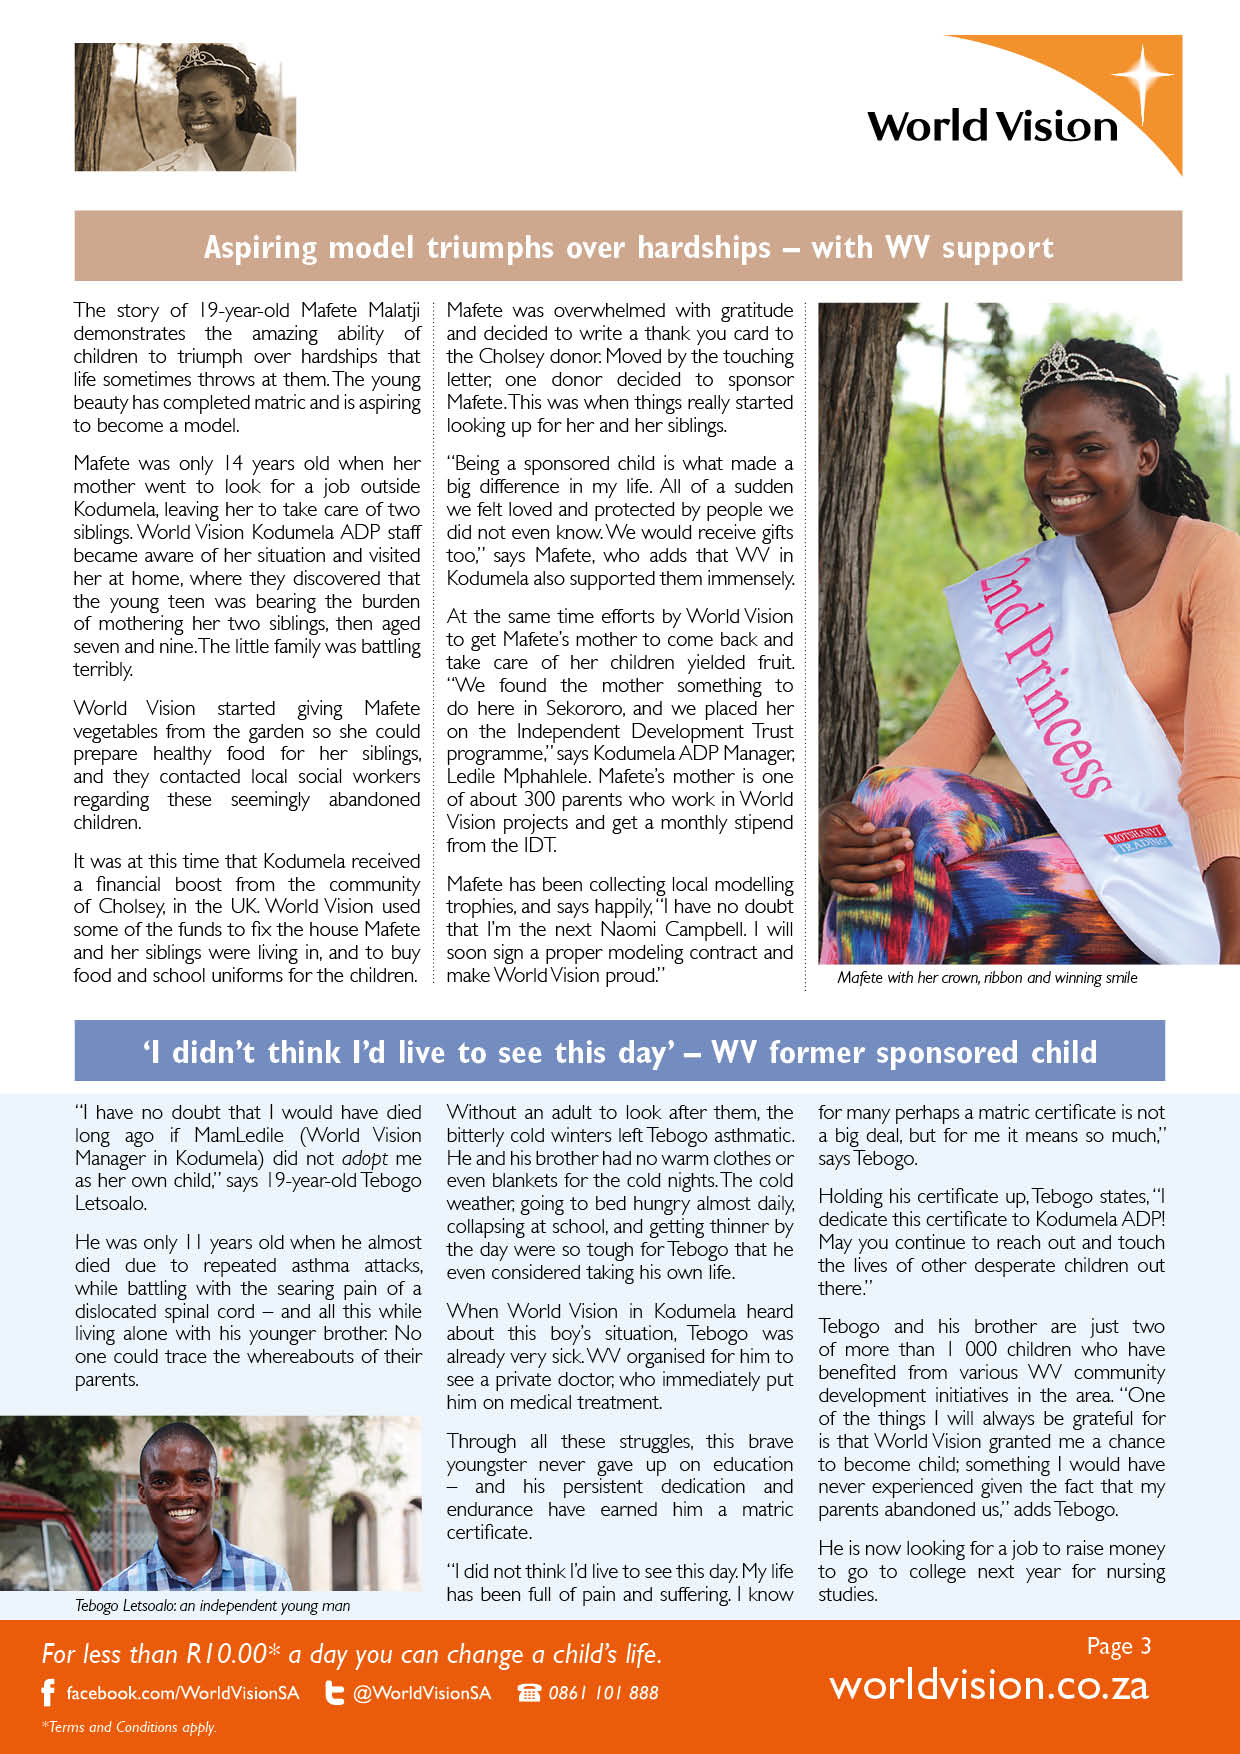 World Vision
Aspiring model triumphs over hardships – with WV support
The story of 19-year-old Mafete Malatji
demonstrates the amazing ability of
children to triumph over hardships that
life sometimes throws at them. The young
beauty has completed matric and is aspiring
to become a model.
Mafete was only 14 years old when her
mother went to look for a job outside
Kodumela, leaving her to take care of two
siblings. World Vision Kodumela ADP staff
became aware of her situation and visited
her at home, where they discovered that
the young teen was bearing the burden
of mothering her two siblings, then aged
seven and nine. The little family was battling
terribly.
World Vision started giving Mafete
vegetables from the garden so she could
prepare healthy food for her siblings,
and they contacted local social workers
regarding these seemingly abandoned
children.
It was at this time that Kodumela received
a financial boost from the community
of Cholsey, in the UK. World Vision used
some of the funds to fix the house Mafete
and her siblings were living in, and to buy
food and school uniforms for the children.
Mafete was overwhelmed with gratitude
and decided to write a thank you card to
the Cholsey donor. Moved by the touching
letter, one donor decided to sponsor
Mafete. This was when things really started
looking up for her and her siblings.
“Being a sponsored child is what made a
big difference in my life. All of a sudden
we felt loved and protected by people we
did not even know. We would receive gifts
too,” says Mafete, who adds that WV in
Kodumela also supported them immensely.
At the same time efforts by World Vision
to get Mafete’s mother to come back and
take care of her children yielded fruit.
“We found the mother something to
do here in Sekororo, and we placed her
on the Independent Development Trust
programme,” says Kodumela ADP Manager,
Ledile Mphahlele. Mafete’s mother is one
of about 300 parents who work in World
Vision projects and get a monthly stipend
from the IDT.
Mafete has been collecting local modelling
trophies, and says happily, “I have no doubt
that I’m the next Naomi Campbell. I will
soon sign a proper modeling contract and
make World Vision proud.”
2nd Princess
MOTSHANYI
TRADING
Mafete with her crown, ribbon and winning smile
‘I didn’t think I’d live to see this day’ – WV former sponsored child
“I have no doubt that I would have died
long ago if MamLedile (World Vision
Manager in Kodumela) did not adopt me
as her own child,” says 19-year-old Tebogo
Letsoalo.
He was only 11 years old when he almost
died due to repeated asthma attacks,
while battling with the searing pain of a
dislocated spinal cord – and all this while
living alone with his younger brother. No
one could trace the whereabouts of their
parents.
Tebogo Letsoalo: an independent young man
Without an adult to look after them, the
bitterly cold winters left Tebogo asthmatic.
He and his brother had no warm clothes or
even blankets for the cold nights. The cold
weather, going to bed hungry almost daily,
collapsing at school, and getting thinner by
the day were so tough for Tebogo that he
even considered taking his own life.
When World Vision in Kodumela heard
about this boy’s situation, Tebogo was
already very sick. WV organised for him to
see a private doctor, who immediately put
him on medical treatment.
Through all these struggles, this brave
youngster never gave up on education
– and his persistent dedication and
endurance have earned him a matric
certificate.
“I did not think I’d live to see this day. My life
has been full of pain and suffering. I know
for many perhaps a matric certificate is not
a big deal, but for me it means so much,”
says Tebogo.
Holding his certificate up, Tebogo states, “I
dedicate this certificate to Kodumela ADP!
May you continue to reach out and touch
the lives of other desperate children out
there.”
Tebogo and his brother are just two
of more than 1 000 children who have
benefited from various WV community
development initiatives in the area. “One
of the things I will always be grateful for
is that World Vision granted me a chance
to become child; something I would have
never experienced given the fact that my
parents abandoned us,” adds Tebogo.
He is now looking for a job to raise money
to go to college next year for nursing
studies.
For less than R10.00* a day you can change a child’s life.
facebook.com/WorldVisionSA @WorldVisionSA 0861 101 888
*Terms and Conditions apply.
Page 3
worldvision.co.za